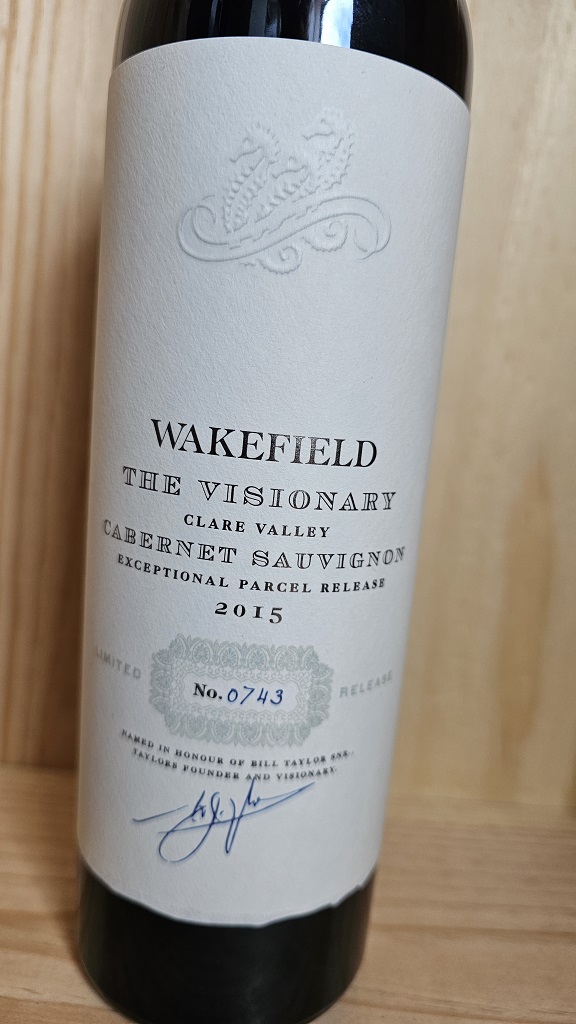 WAKEFIELD
THE VISIONARY
CLARE VALLEY
CABERNET SAUVIGNON
EXCEPTIONAL PARCEL RELEASE
2015
LIMITED No. 0743 RELEASE
NAMED IN HONOUR OF BILL TAYLOR SNR.,
TAYLORS FOUNDER AND VISIONARY.